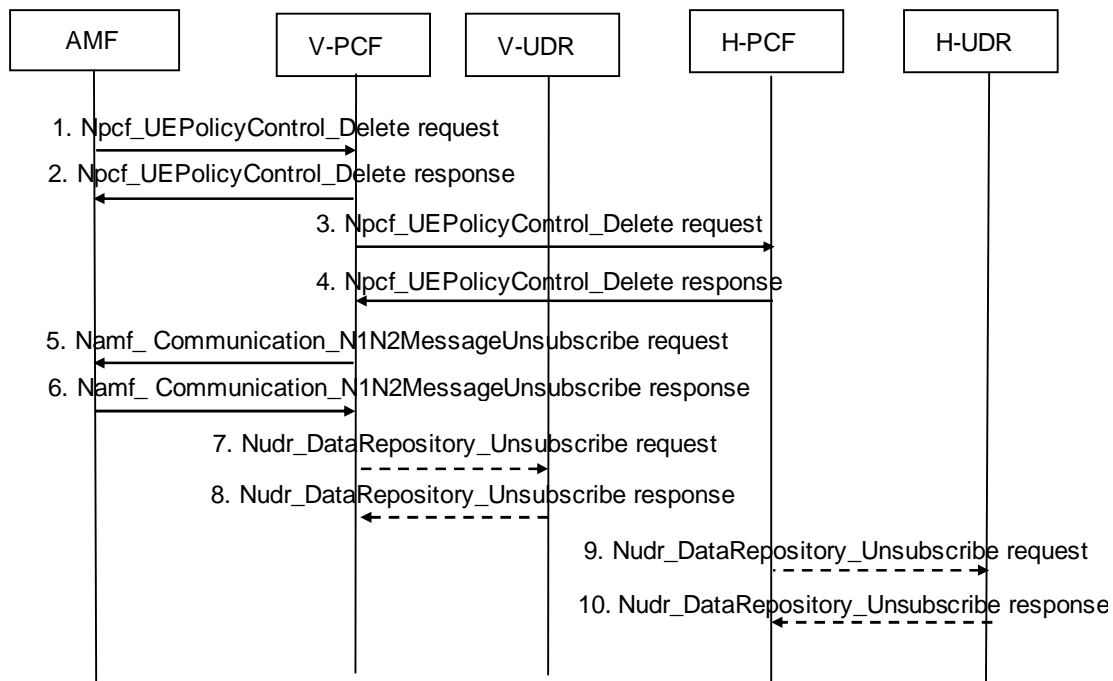 AMF
V-PCF
V-UDR
H-PCF
H-UDR
1. Npcf_UEPolicyControl_Delete request
2. Npcf_UEPolicyControl_Delete response
3. Npcf_UEPolicyControl_Delete request
4. Npcf_UEPolicyControl_Delete response
5. Namf_ Communication_N1N2MessageUnsubscribe request
6. Namf_ Communication_N1N2MessageUnsubscribe response
7. Nudr_DataRepository_Unsubscribe request
8. Nudr_DataRepository_Unsubscribe response
9. Nudr_DataRepository_Unsubscribe request
10. Nudr_DataRepository_Unsubscribe response